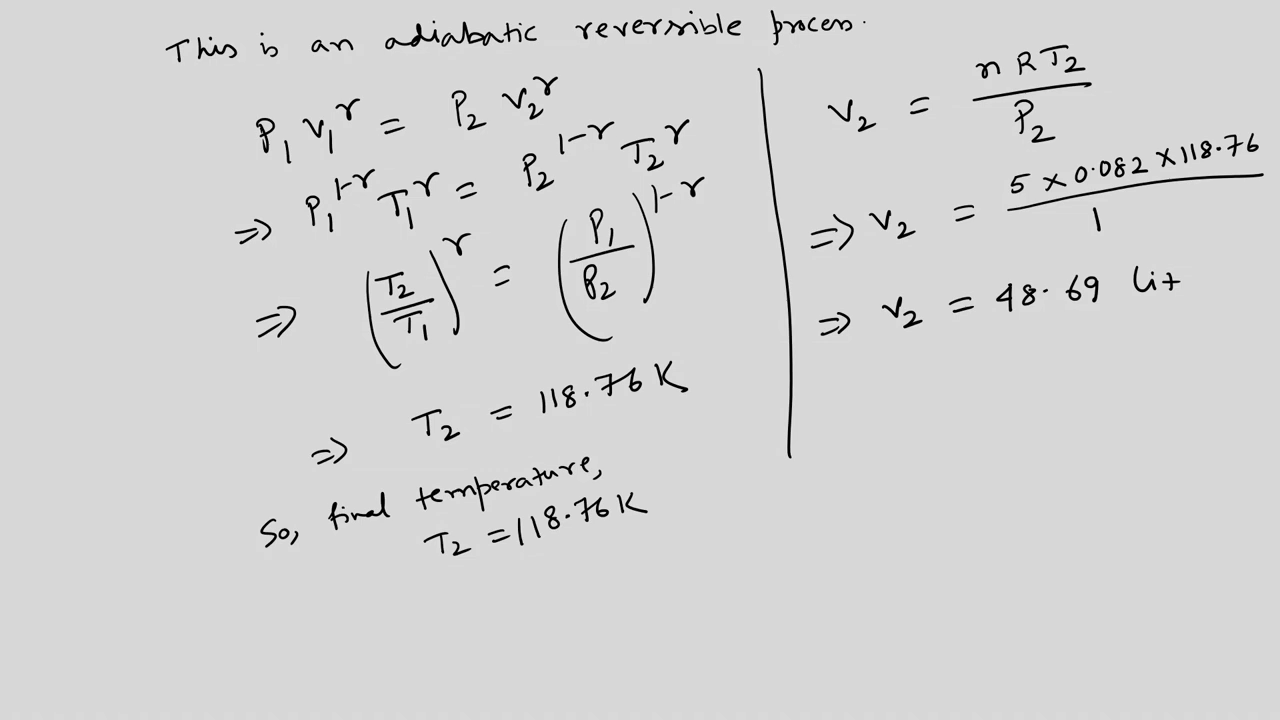 This is an adiabatic reversible process.
P₁ V₁^γ = P₂ V₂^γ
⇒ P₁^{1-γ} T₁^γ = P₂^{1-γ} T₂^γ
⇒ (T₂/T₁)^γ = (P₁/P₂)^{1-γ}
⇒ T₂ = 118.76 K
So, final temperature,
T₂ = 118.76 K
V₂ = nRT₂/P₂
⇒ V₂ = 5 × 0.082 × 118.76/1
⇒ V₂ = 48.69 lit